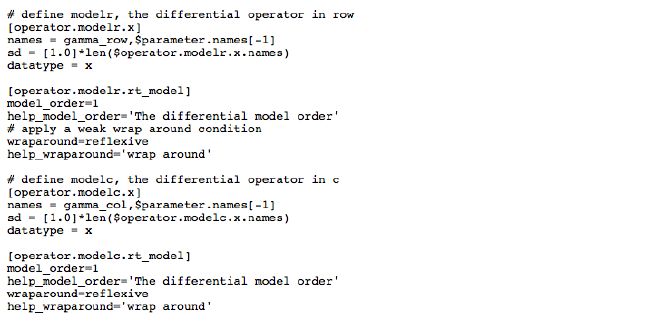 # define modelr, the differential operator in row
[operator.modelr.x]
names = gamma_row,$parameter.names[-1]
sd = [1.0]*len($operator.modelr.x.names)
datatype = x
[operator.modelr.rt_model]
model_order=1
help_model_order='The differential model order'
# apply a weak wrap around condition
wraparound=reflexive
help_wraparound='wrap around'
# define modelc, the differential operator in c
[operator.modelc.x]
names = gamma_col,$parameter.names[-1]
sd = [1.0]*len($operator.modelc.x.names)
datatype = x
[operator.modelc.rt_model]
model_order=1
help_model_order='The differential model order'
wraparound=reflexive
help_wraparound='wrap around'